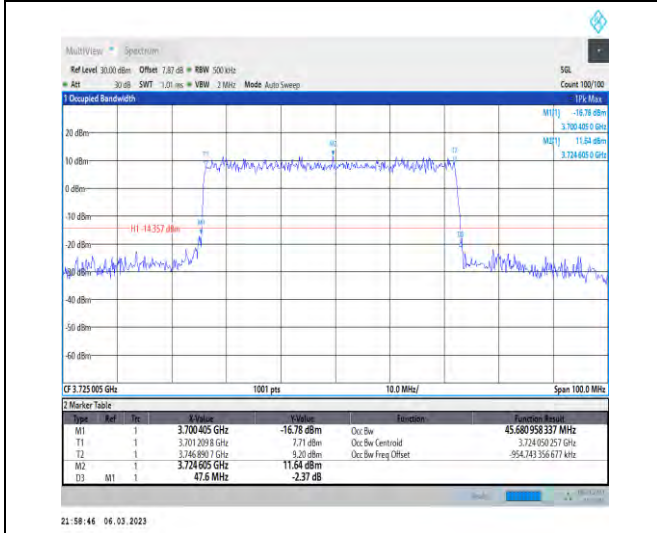 MultiView Spectrum
Ref Level 30.00 dBm Offset 7.87 dB RBW 500 kHz SGL
Att 30 dB SWT 1.01 ms VBW 2 MHz Mode Auto Sweep Count 100/100
1 Occupied Bandwidth 1Pk Max
M1[1] -16.78 dBm
3.700 405 0 GHz
M2[1] 11.64 dBm
3.724 605 0 GHz
20 dBm
M2
T1 T2
10 dBm
0 dBm
-10 dBm
M1
H1 -14.357 dBm
-20 dBm
D3
-30 dBm
-40 dBm
-50 dBm
-60 dBm
CF 3.725 005 GHz 1001 pts 10.0 MHz/ Span 100.0 MHz
2 Marker Table
Type Ref Trc X-Value Y-Value Function Function Result
M1 1 3.700 405 GHz -16.78 dBm Occ Bw 45.680 958 337 MHz
T1 1 3.701 209 8 GHz 7.71 dBm Occ Bw Centroid 3.724 050 257 GHz
T2 1 3.746 890 7 GHz 9.20 dBm Occ Bw Freq Offset -954.743 356 677 kHz
M2 1 3.724 605 GHz 11.64 dBm
D3 M1 1 47.6 MHz -2.37 dB
Ready
21:58:46 06.03.2023